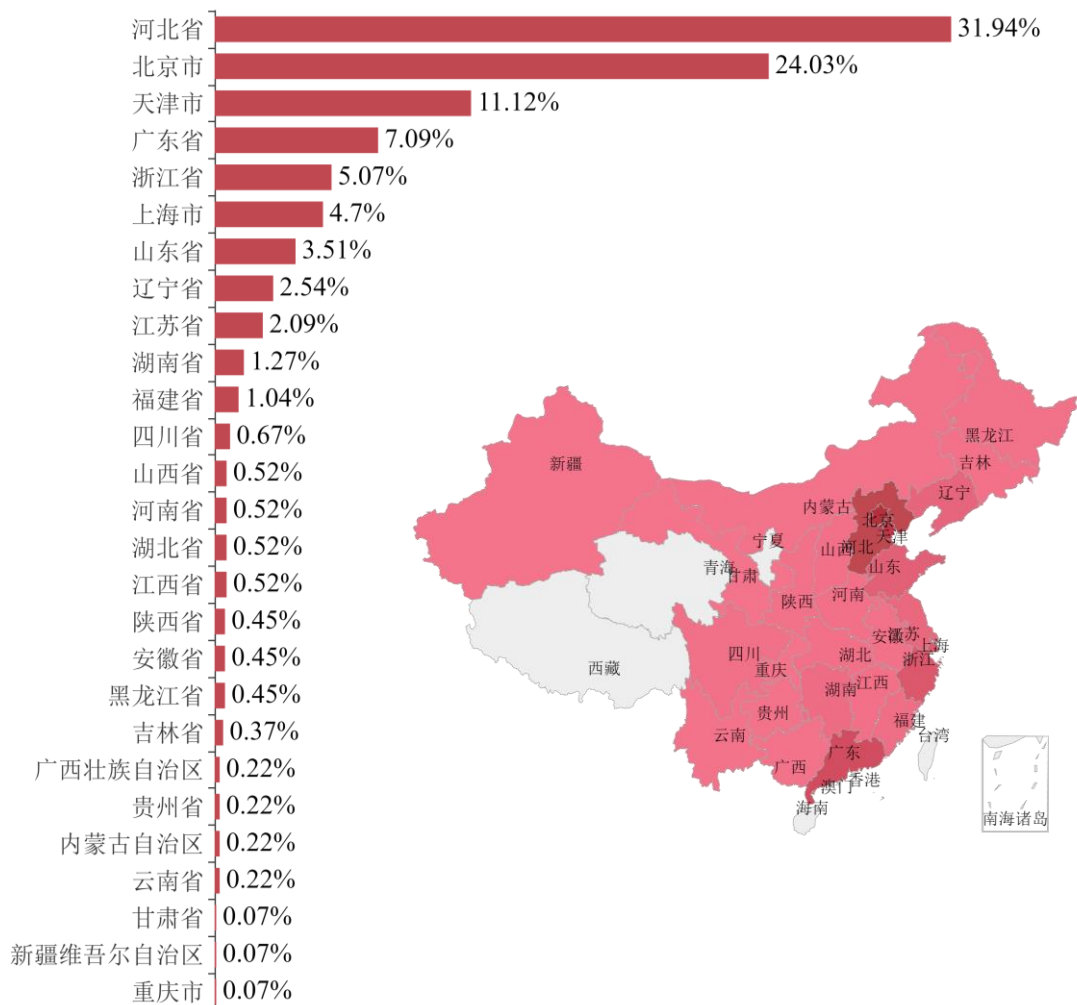 河北省 31.94%
北京市 24.03%
天津市 11.12%
广东省 7.09%
浙江省 5.07%
上海市 4.7%
山东省 3.51%
辽宁省 2.54%
江苏省 2.09%
湖南省 1.27%
福建省 1.04%
四川省 0.67%
山西省 0.52%
河南省 0.52%
湖北省 0.52%
江西省 0.52%
陕西省 0.45%
安徽省 0.45%
黑龙江省 0.45%
吉林省 0.37%
广西壮族自治区 0.22%
贵州省 0.22%
内蒙古自治区 0.22%
云南省 0.22%
甘肃省 0.07%
新疆维吾尔自治区 0.07%
重庆市 0.07%
黑龙江
新疆
吉林
辽宁
内蒙古
北京
天津
宁夏
山西
河北
青海
甘肃
山东
陕西
河南
安徽
江苏
上海
四川
湖北
浙江
西藏
重庆
湖南
江西
贵州
福建
云南
台湾
广东
广西
香港
澳门
海南
南海诸岛